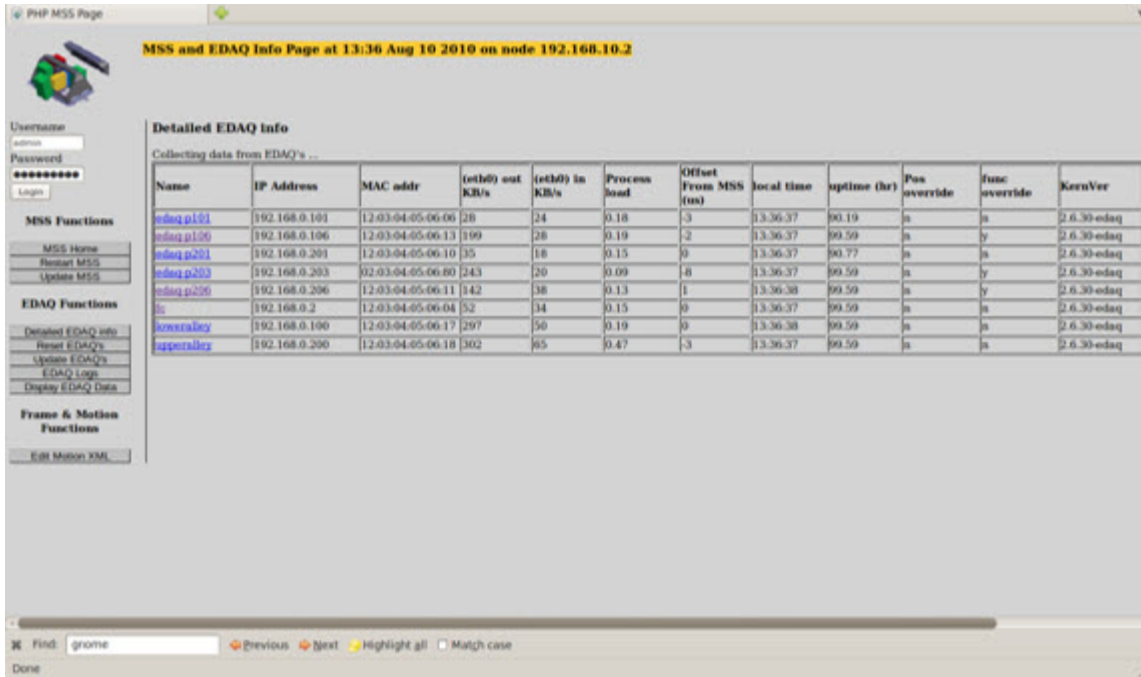 PHP MSS Page
MSS and EDAQ Info Page at 13:36 Aug 10 2010 on node 192.168.10.2
Username
admin
Password
●●●●●●●●●
Login
MSS Functions
MSS Home
Restart MSS
Update MSS
EDAQ Functions
Detailed EDAQ info
Reset EDAQ's
Update EDAQ's
EDAQ Logs
Display EDAQ Data
Frame & Motion
Functions
Edit Motion XML
Detailed EDAQ info
Collecting data from EDAQ's ...
Name IP Address MAC addr (eth0) out KB/s (eth0) in KB/s Process load Offset From MSS (us) local time uptime (hr) Pos override func override KernVer
edaq p101 192.168.0.101 12:03:04:05:06:06 28 24 0.18 -3 13:36:37 90.19 n n 2.6.30-edaq
edaq p106 192.168.0.106 12:03:04:05:06:13 199 28 0.19 -2 13:36:37 99.59 n y 2.6.30-edaq
edaq p201 192.168.0.201 12:03:04:05:06:10 35 18 0.15 0 13:36:37 90.77 n n 2.6.30-edaq
edaq p203 192.168.0.203 02:03:04:05:06:80 243 20 0.09 -8 13:36:37 99.59 n y 2.6.30-edaq
edaq p206 192.168.0.206 12:03:04:05:06:11 142 38 0.13 1 13:36:38 99.59 n y 2.6.30-edaq
fc 192.168.0.2 12:03:04:05:06:04 52 34 0.15 0 13:36:37 99.59 n n 2.6.30-edaq
loweralley 192.168.0.100 12:03:04:05:06:17 297 50 0.19 0 13:36:38 99.59 n n 2.6.30-edaq
upperalley 192.168.0.200 12:03:04:05:06:18 302 65 0.47 -3 13:36:37 99.59 n n 2.6.30-edaq
Find: gnome Previous Next Highlight all Match case
Done